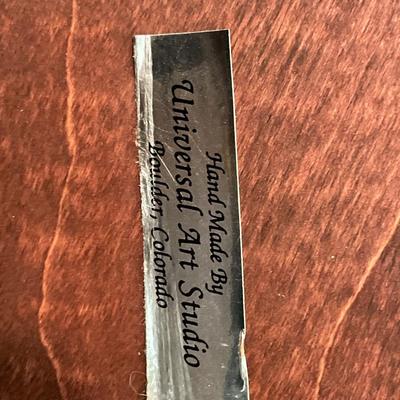 Hand Made By
Universal Art Studio
Boulder, Colorado